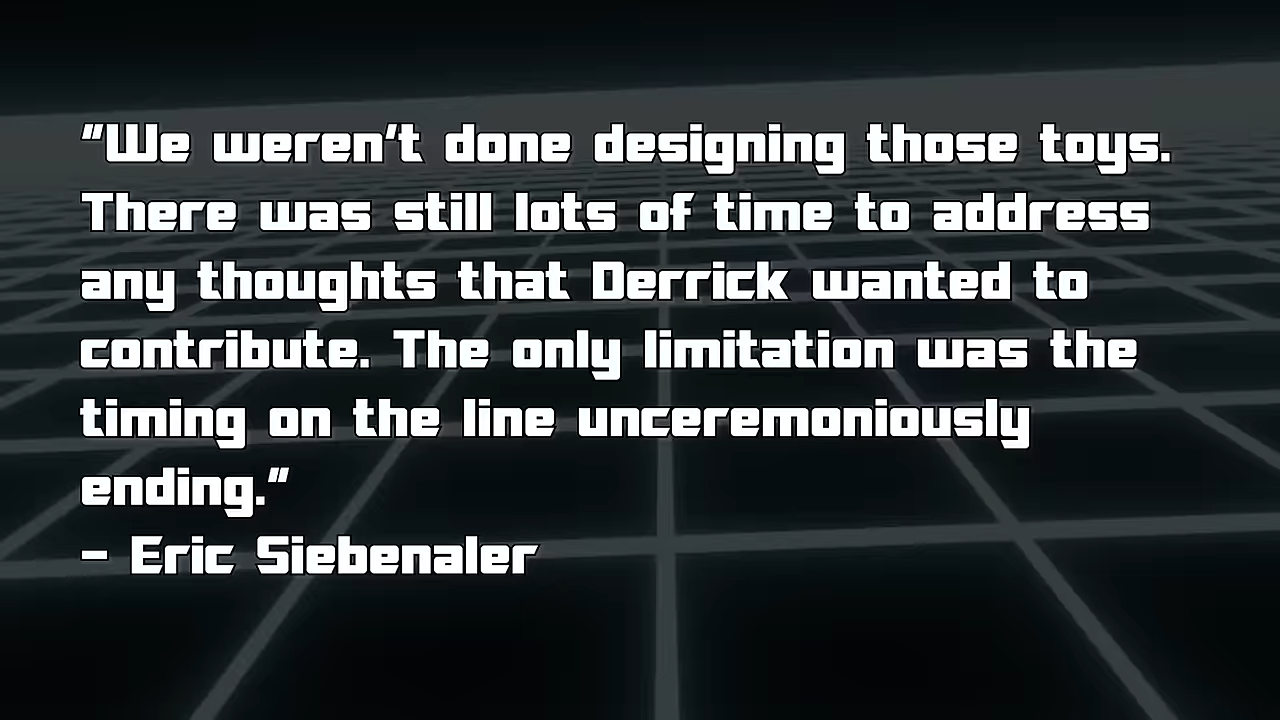 "We weren't done designing those toys.
There was still lots of time to address
any thoughts that Derrick wanted to
contribute. The only limitation was the
timing on the line unceremoniously
ending."
- Eric Siebenaler